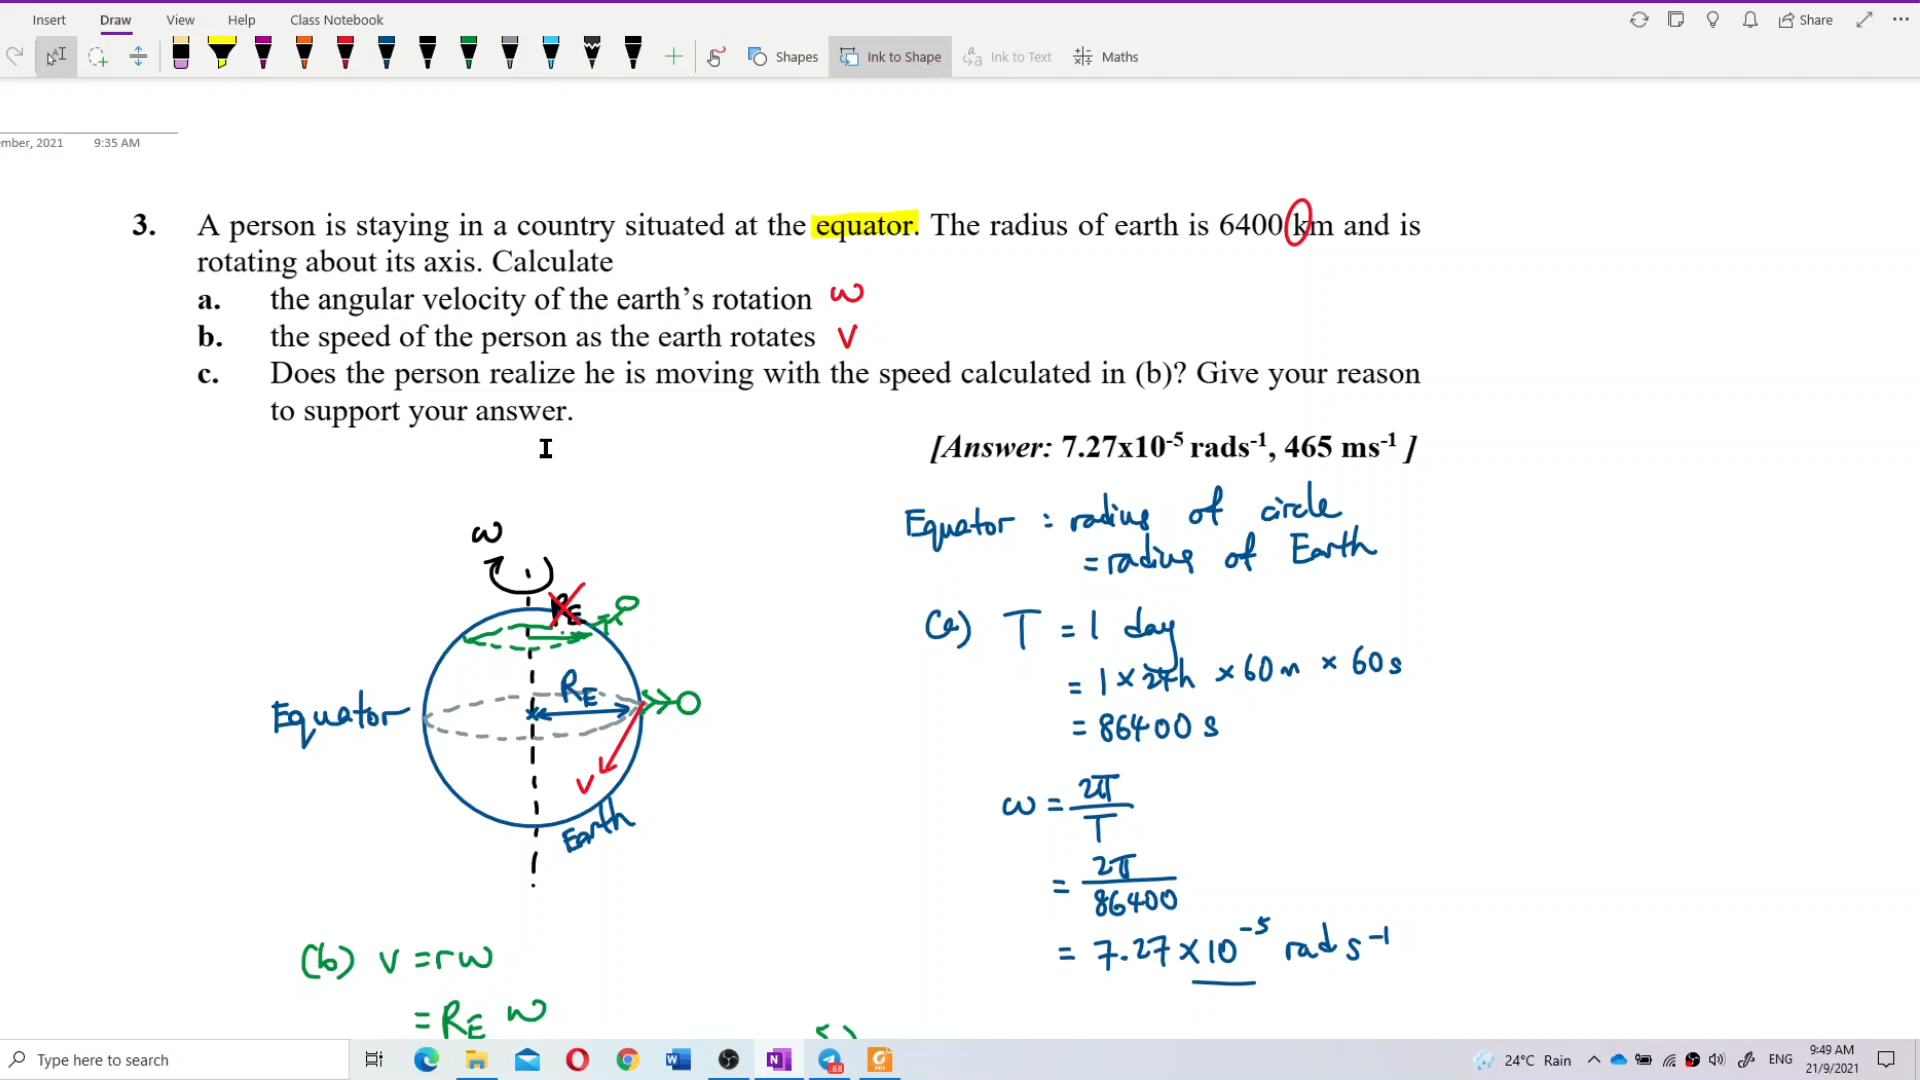 Insert Draw View Help Class Notebook Share
Shapes Ink to Shape Ink to Text Maths
mber, 2021 9:35 AM
3. A person is staying in a country situated at the equator. The radius of earth is 6400 km and is
rotating about its axis. Calculate
a. the angular velocity of the earth's rotation ω
b. the speed of the person as the earth rotates v
c. Does the person realize he is moving with the speed calculated in (b)? Give your reason
to support your answer.
[Answer: 7.27x10⁻⁵ rads⁻¹, 465 ms⁻¹ ]
Equator : radius of circle
= radius of Earth
ω
RE
RE
Equator
v
Earth
(a) T = 1 day
= 1 × 24h × 60m × 60s
= 86400 s
ω = 2π/T
= 2π/86400
= 7.27 × 10⁻⁵ rad s⁻¹
(b) v = rω
= RE ω
Type here to search
68
24°C Rain ENG 9:49 AM
21/9/2021